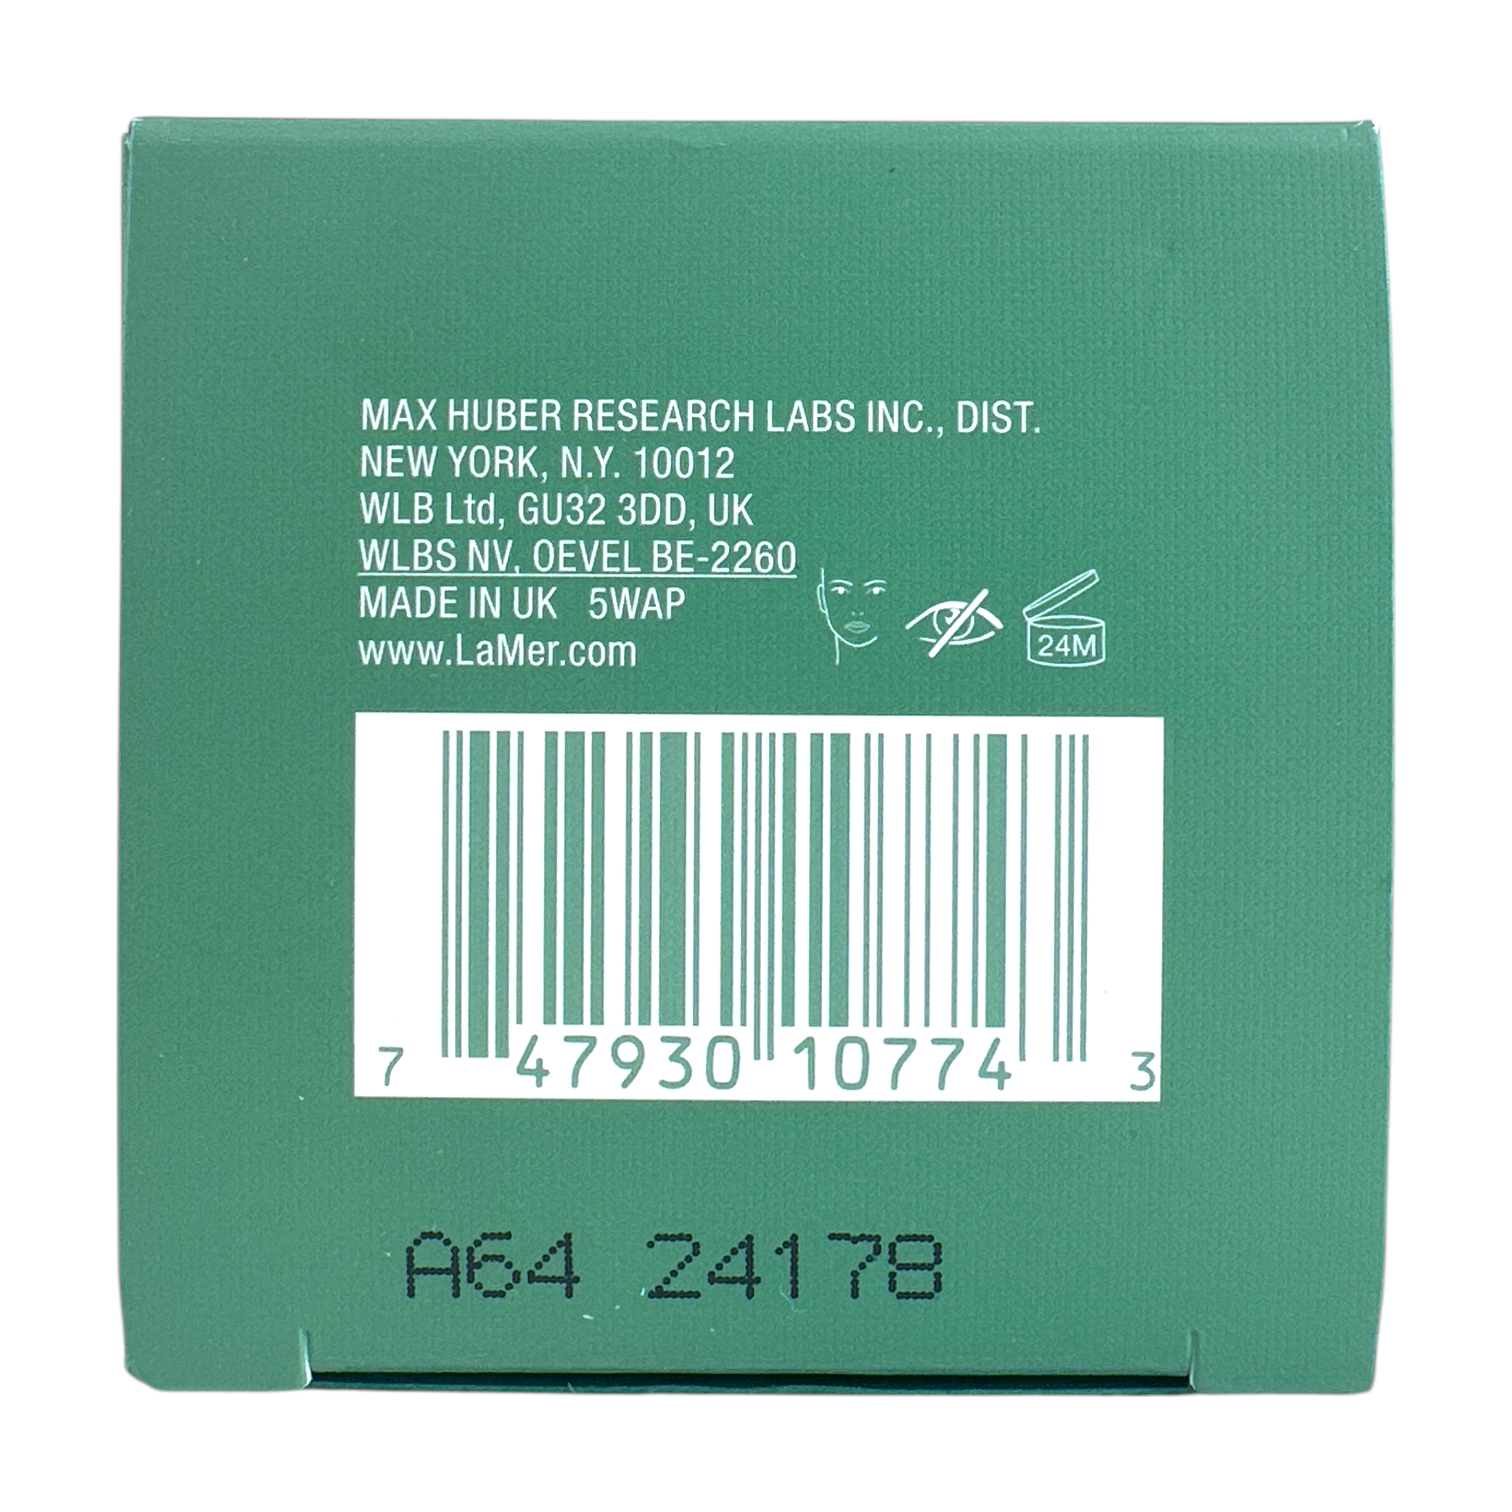 MAX HUBER RESEARCH LABS INC., DIST.
NEW YORK, N.Y. 10012
WLB Ltd, GU32 3DD, UK
WLBS NV, OEVEL BE-2260
MADE IN UK 5WAP
www.LaMer.com
24M
7 47930 10774 3
A64 24178